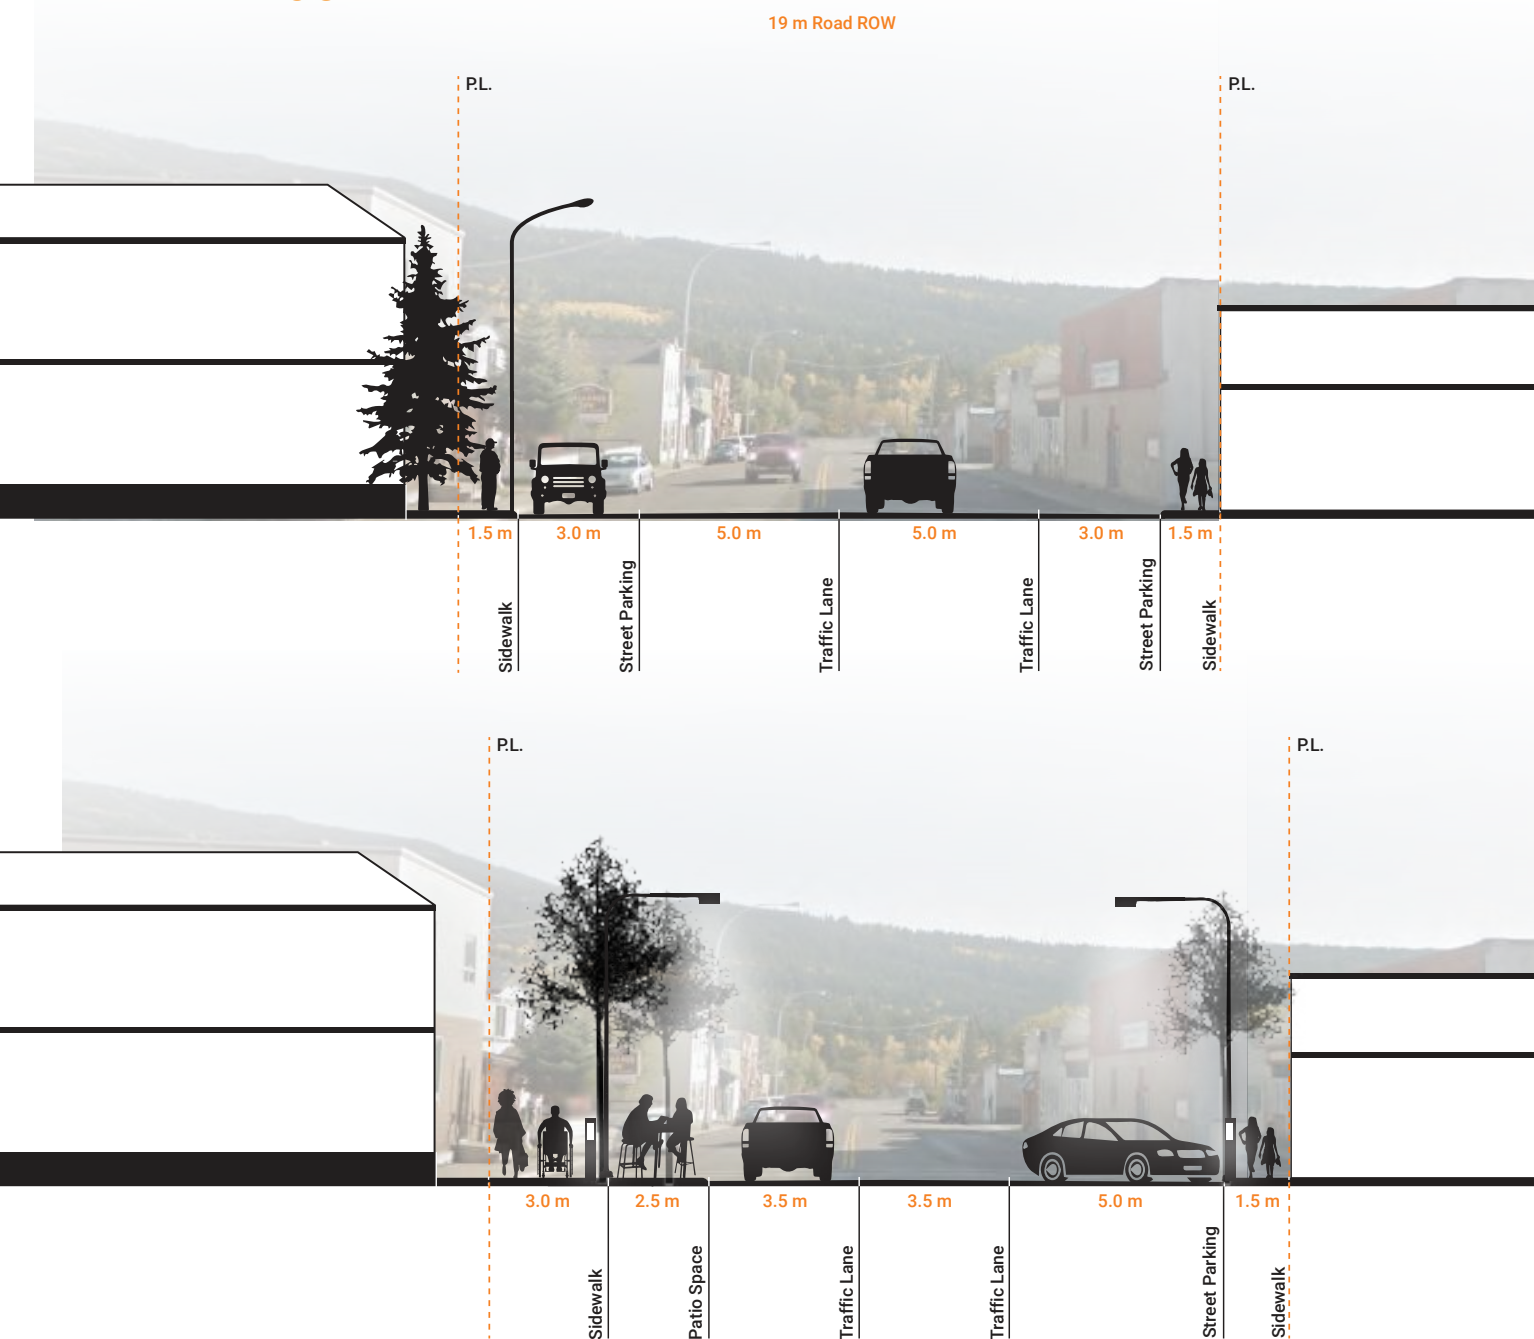 19 m Road ROW
P.L.
P.L.
1.5 m
3.0 m
5.0 m
5.0 m
3.0 m
1.5 m
Sidewalk
Street Parking
Traffic Lane
Traffic Lane
Street Parking
Sidewalk
P.L.
P.L.
3.0 m
2.5 m
3.5 m
3.5 m
5.0 m
1.5 m
Sidewalk
Patio Space
Traffic Lane
Traffic Lane
Street Parking
Sidewalk